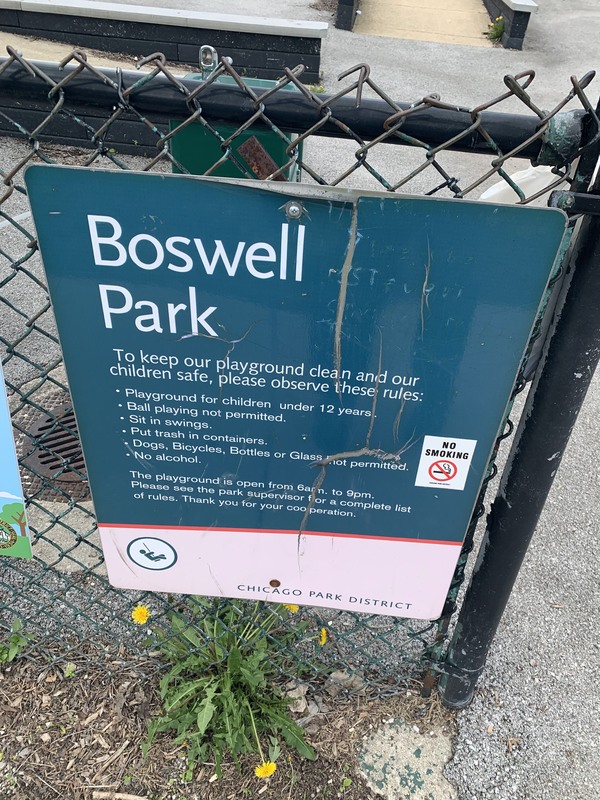 Boswell
Park
To keep our playground clean and our
children safe, please observe these rules:
• Playground for children under 12 years.
• Ball playing not permitted.
• Sit in swings.
• Put trash in containers.
• Dogs, Bicycles, Bottles or Glass not permitted.
• No alcohol.
The playground is open from 6am. to 9pm.
Please see the park supervisor for a complete list
of rules. Thank you for your cooperation.
NO
SMOKING
CHICAGO PARK DISTRICT